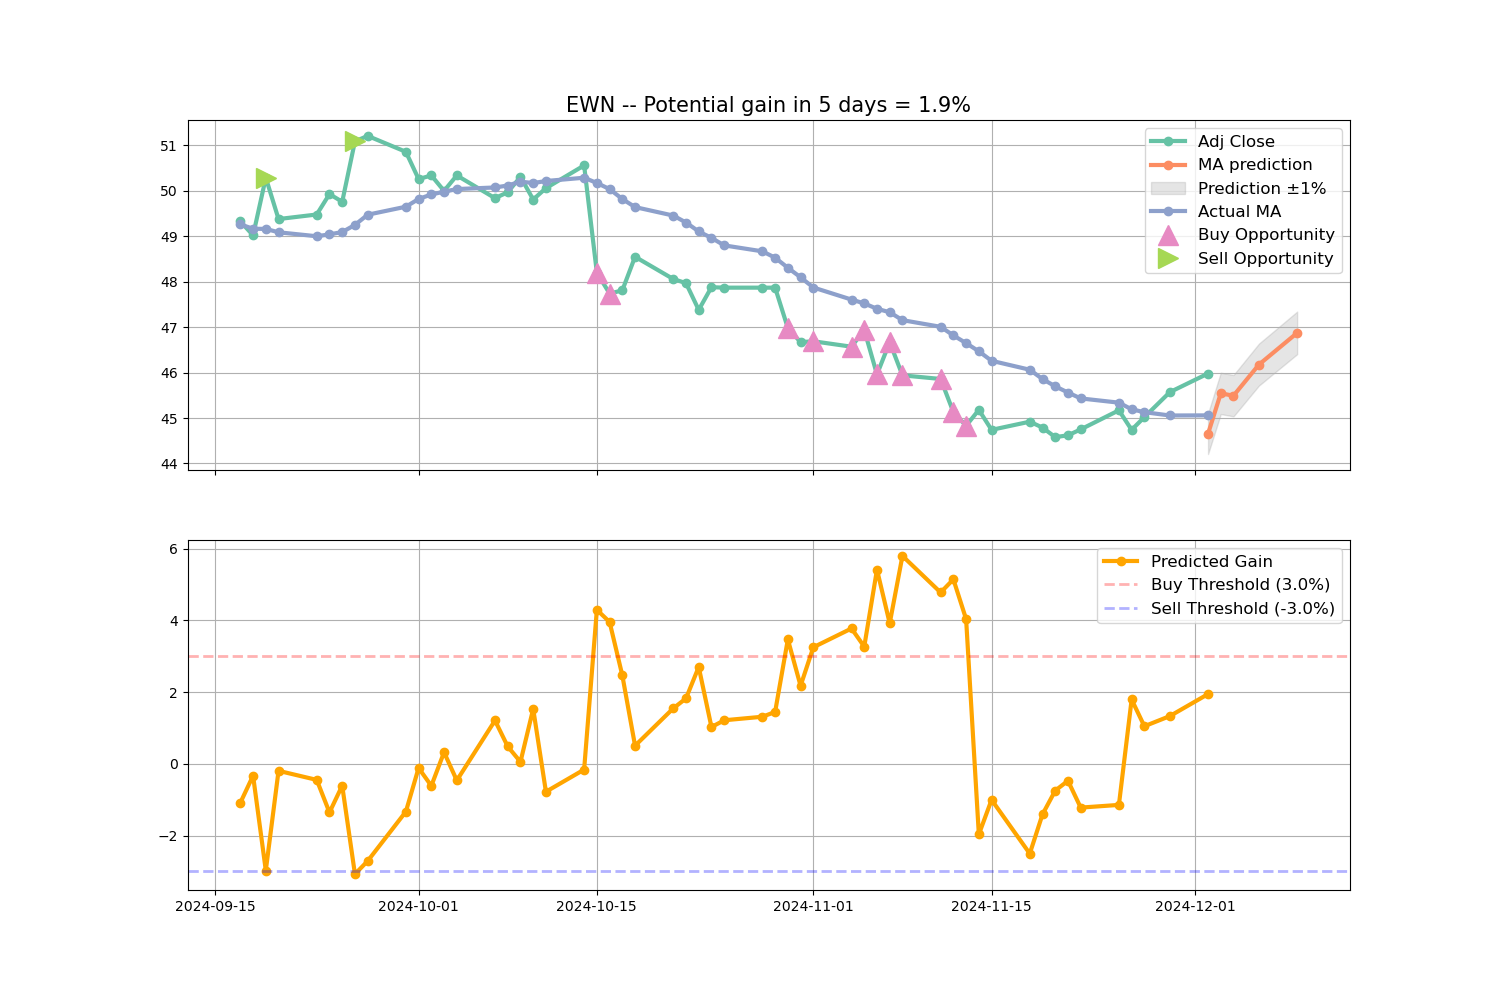 EWN -- Potential gain in 5 days = 1.9%
51
50
49
48
47
46
45
44
Adj Close
MA prediction
Prediction ±1%
Actual MA
Buy Opportunity
Sell Opportunity
6
4
2
0
−2
Predicted Gain
Buy Threshold (3.0%)
Sell Threshold (-3.0%)
2024-09-15
2024-10-01
2024-10-15
2024-11-01
2024-11-15
2024-12-01